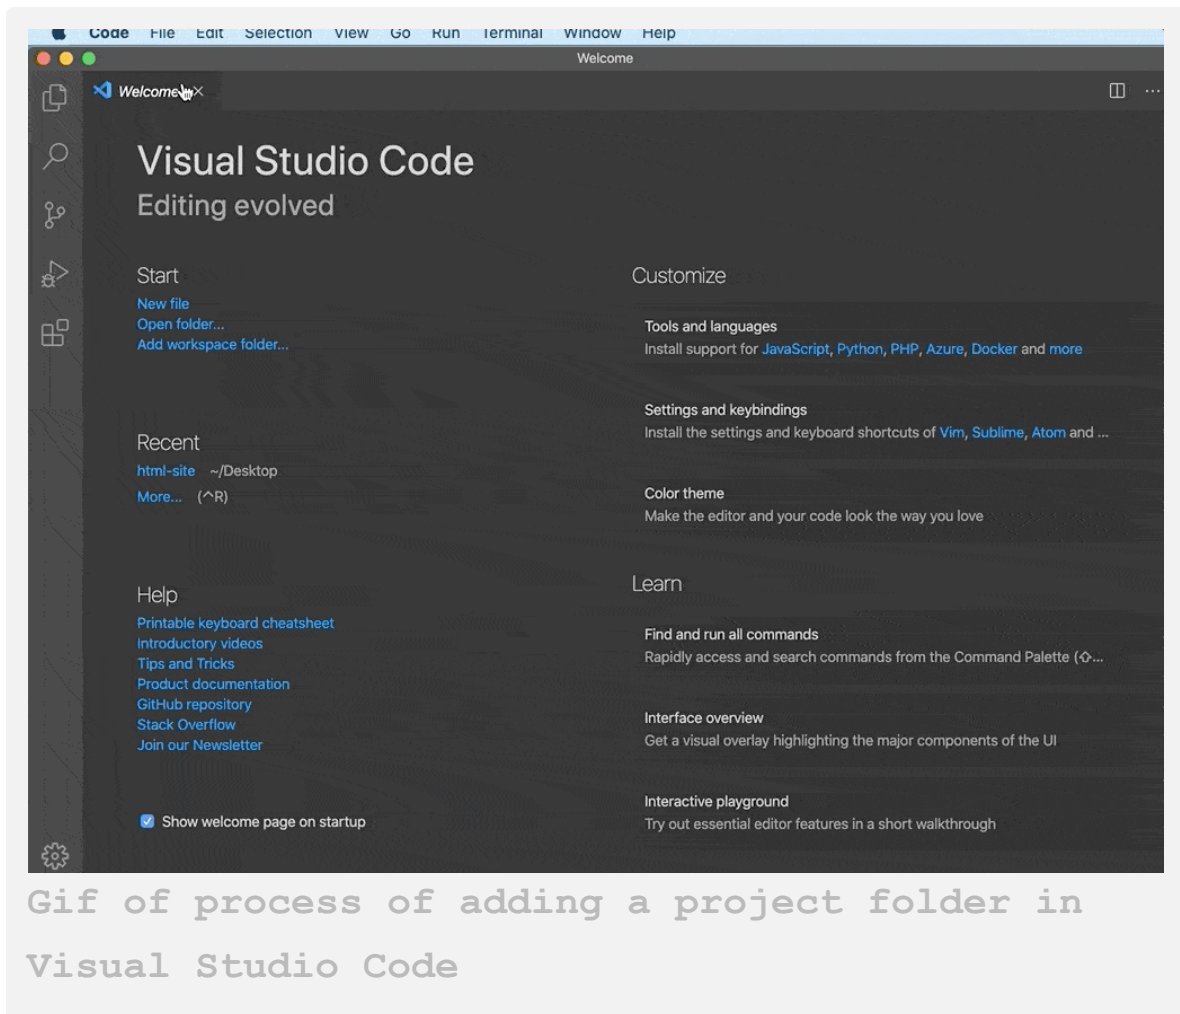 Code File Edit Selection View Go Run Terminal Window Help
Welcome
Welcome
Visual Studio Code
Editing evolved
Start
New file
Open folder...
Add workspace folder...
Recent
html-site ~/Desktop
More... (^R)
Help
Printable keyboard cheatsheet
Introductory videos
Tips and Tricks
Product documentation
GitHub repository
Stack Overflow
Join our Newsletter
Show welcome page on startup
Customize
Tools and languages
Install support for JavaScript, Python, PHP, Azure, Docker and more
Settings and keybindings
Install the settings and keyboard shortcuts of Vim, Sublime, Atom and ...
Color theme
Make the editor and your code look the way you love
Learn
Find and run all commands
Rapidly access and search commands from the Command Palette (⇧...
Interface overview
Get a visual overlay highlighting the major components of the UI
Interactive playground
Try out essential editor features in a short walkthrough
Gif of process of adding a project folder in
Visual Studio Code